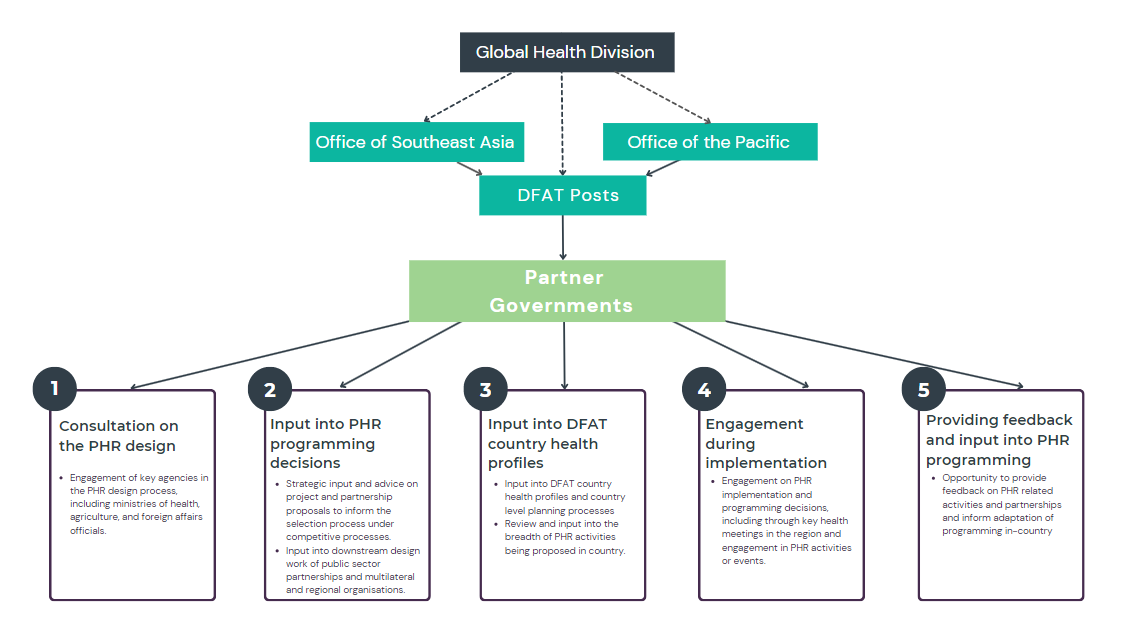 Global Health Division
Office of Southeast Asia
Office of the Pacific
DFAT Posts
Partner
Governments
1
Consultation on
the PHR design
• Engagement of key agencies in
the PHR design process,
including ministries of health,
agriculture, and foreign affairs
officials.
2
Input into PHR
programming
decisions
• Strategic input and advice on
project and partnership
proposals to inform the
selection process under
competitive processes.
• Input into downstream design
work of public sector
partnerships and multilateral
and regional organisations.
3
Input into DFAT
country health
profiles
• Input into DFAT country
health profiles and country
level planning processes
• Review and input into the
breadth of PHR activities
being proposed in country.
4
Engagement
during
implementation
• Engagement on PHR
implementation and
programming decisions,
including through key health
meetings in the region and
engagement in PHR activities
or events.
5
Providing feedback
and input into PHR
programming
• Opportunity to provide
feedback on PHR related
activities and partnerships
and inform adaptation of
programming in-country